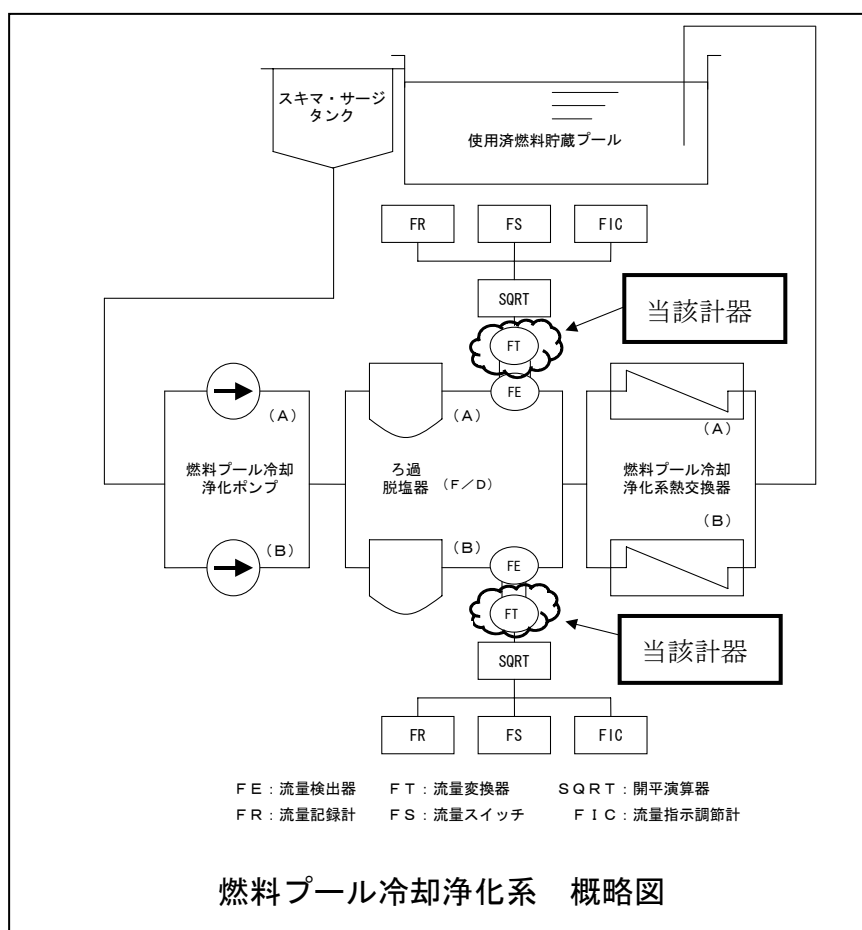 スキマ・サージ
タンク
使用済燃料貯蔵プール
FR
FS
FIC
SQRT
当該計器
FT
FE
(A)
(A)
(A)
燃料プール冷却
浄化ポンプ
ろ過
脱塩器 (F/D)
燃料プール冷却
浄化系熱交換器
(B)
(B)
(B)
FE
FT
当該計器
SQRT
FR
FS
FIC
FE:流量検出器 FT:流量変換器 SQRT:開平演算器
FR:流量記録計 FS:流量スイッチ FIC:流量指示調節計
燃料プール冷却浄化系 概略図